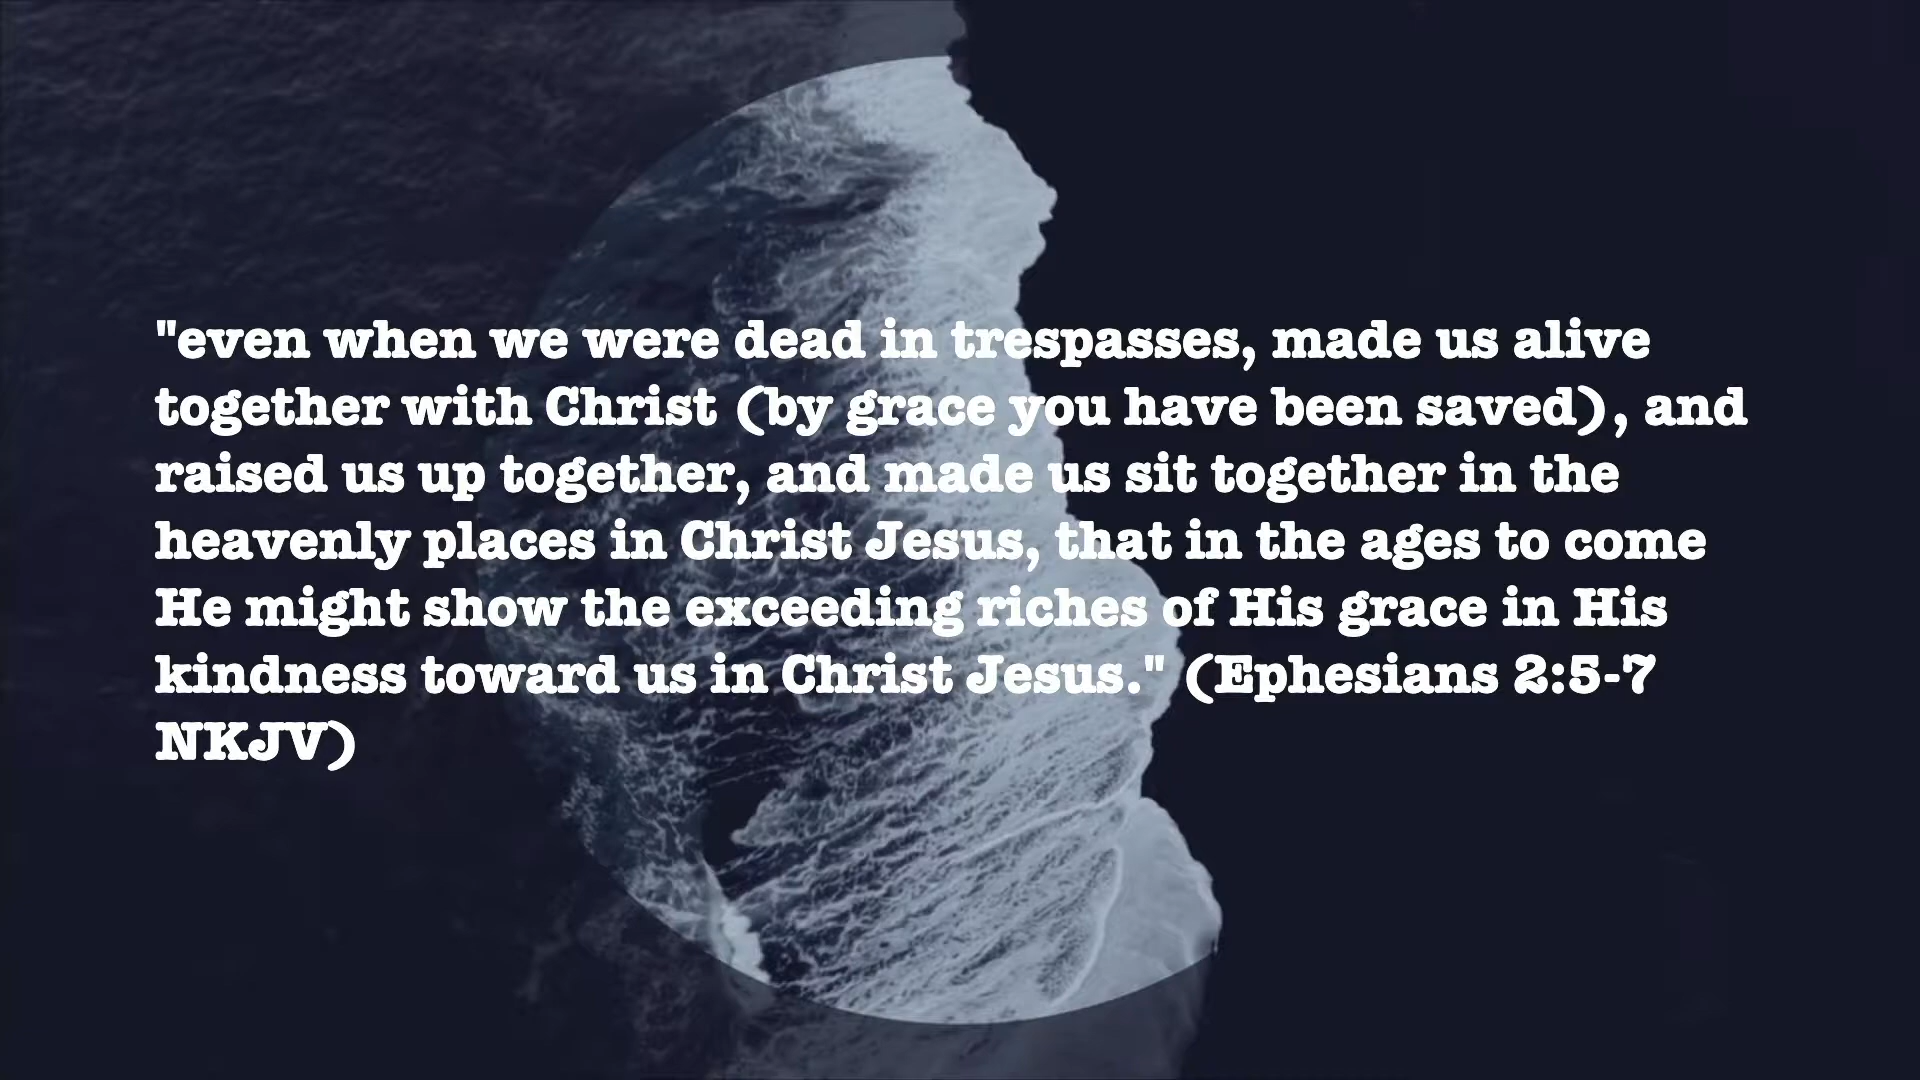 "even when we were dead in trespasses, made us alive
together with Christ (by grace you have been saved), and
raised us up together, and made us sit together in the
heavenly places in Christ Jesus, that in the ages to come
He might show the exceeding riches of His grace in His
kindness toward us in Christ Jesus." (Ephesians 2:5-7
NKJV)